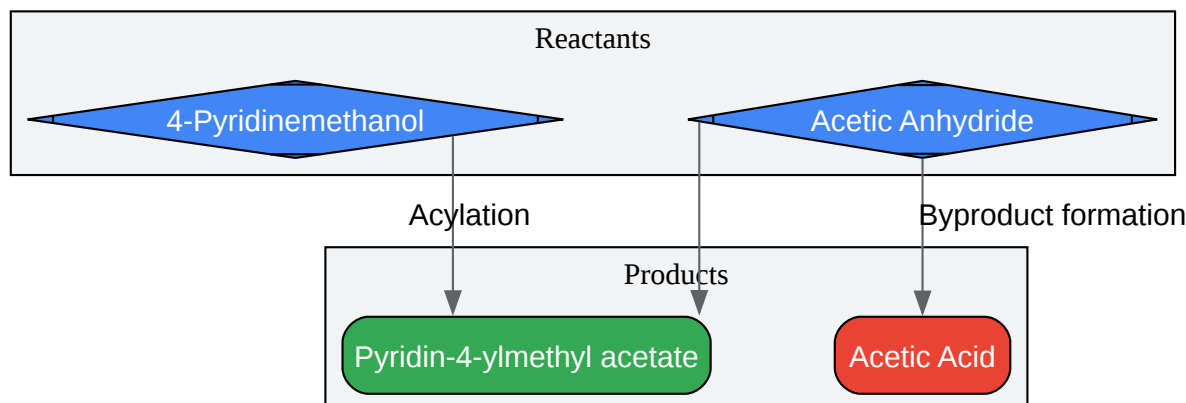 Reactants
4-Pyridinemethanol
Acetic Anhydride
Acylation
Byproduct formation
Products
Pyridin-4-ylmethyl acetate
Acetic Acid